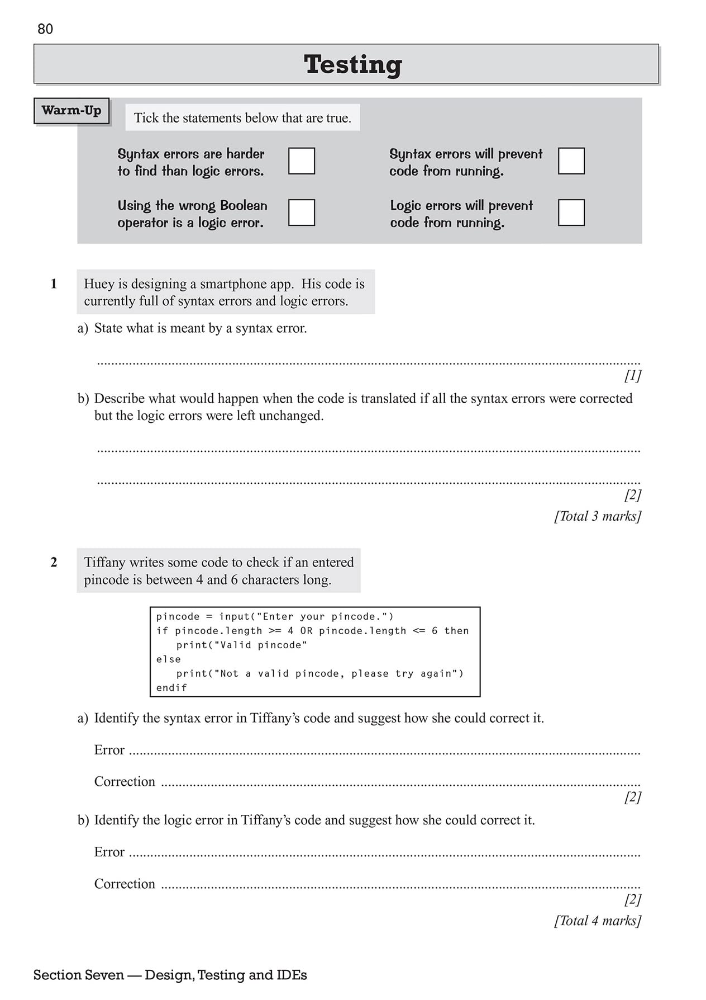 80
Testing
Warm-Up
Tick the statements below that are true.
Syntax errors are harder
to find than logic errors.
Syntax errors will prevent
code from running.
Using the wrong Boolean
operator is a logic error.
Logic errors will prevent
code from running.
1 Huey is designing a smartphone app. His code is
currently full of syntax errors and logic errors.
a) State what is meant by a syntax error.
[1]
b) Describe what would happen when the code is translated if all the syntax errors were corrected
but the logic errors were left unchanged.
[2]
[Total 3 marks]
2 Tiffany writes some code to check if an entered
pincode is between 4 and 6 characters long.
pincode = input("Enter your pincode.")
if pincode.length >= 4 OR pincode.length <= 6 then
print("Valid pincode"
else
print("Not a valid pincode, please try again")
endif
a) Identify the syntax error in Tiffany's code and suggest how she could correct it.
Error
Correction
[2]
b) Identify the logic error in Tiffany's code and suggest how she could correct it.
Error
Correction
[2]
[Total 4 marks]
Section Seven — Design, Testing and IDEs